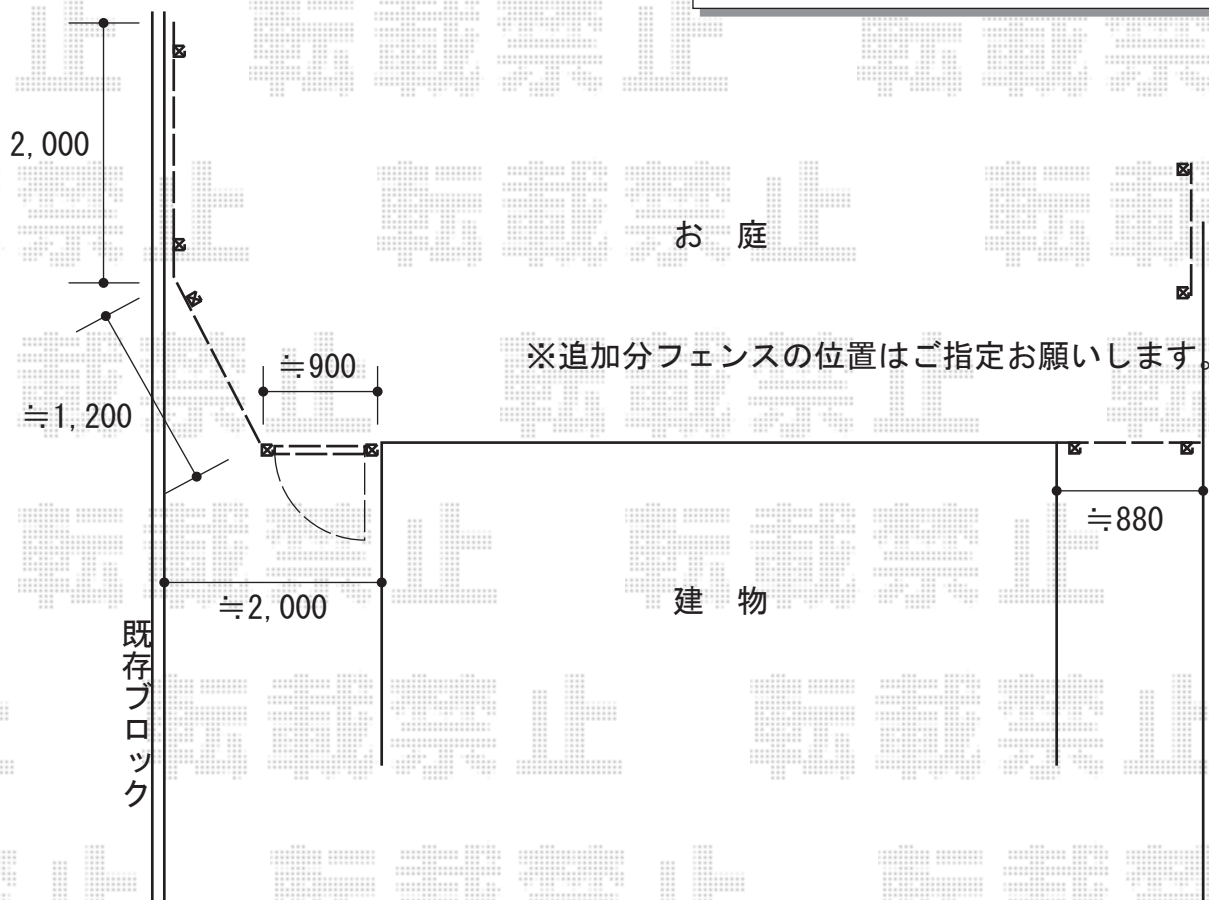 2,000
お 庭
※追加分フェンスの位置はご指定お願いします。
≒900
≒1,200
≒880
≒2,000
建 物
既存ブロック
転載禁止